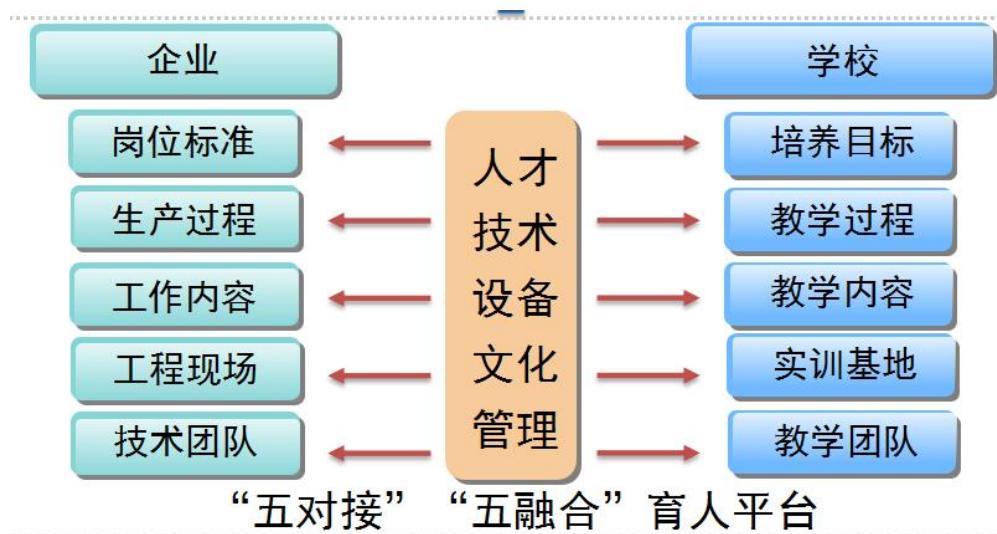 企业 学校
岗位标准 人才 培养目标
生产过程 技术 教学过程
工作内容 设备 教学内容
工程现场 文化 实训基地
技术团队 管理 教学团队
“五对接” “五融合”育人平台